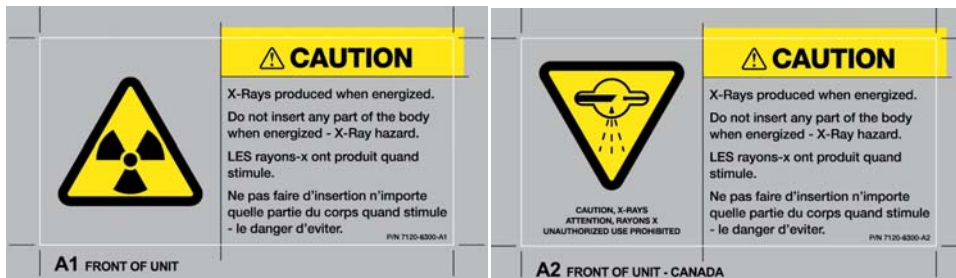 CAUTION
X-Rays produced when energized.
Do not insert any part of the body
when energized - X-Ray hazard.
LES rayons-x ont produit quand
stimule.
Ne pas faire d'insertion n'importe
quelle partie du corps quand stimule
- le danger d'eviter.
P/N 7120-6300-A1
A1 FRONT OF UNIT
CAUTION
X-Rays produced when energized.
Do not insert any part of the body
when energized - X-Ray hazard.
LES rayons-x ont produit quand
stimule.
Ne pas faire d'insertion n'importe
quelle partie du corps quand stimule
- le danger d'eviter.
CAUTION, X-RAYS
ATTENTION, RAYONS X
UNAUTHORIZED USE PROHIBITED
P/N 7120-6300-A2
A2 FRONT OF UNIT - CANADA